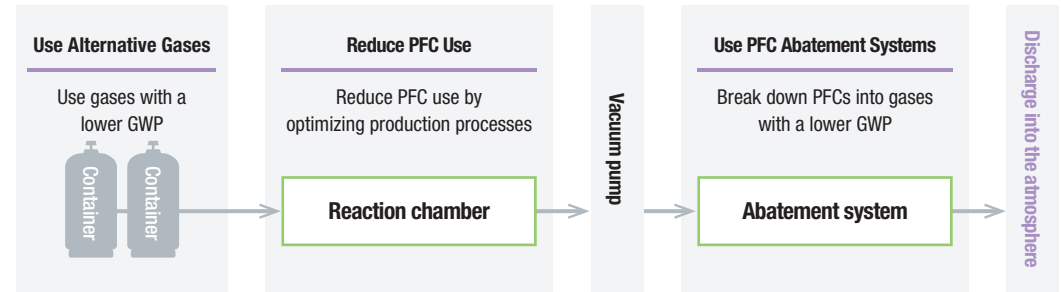 Use Alternative Gases
Use gases with a
lower GWP
Container
Container
Reduce PFC Use
Reduce PFC use by
optimizing production processes
Reaction chamber
Vacuum pump
Use PFC Abatement Systems
Break down PFCs into gases
with a lower GWP
Abatement system
Discharge into the atmosphere